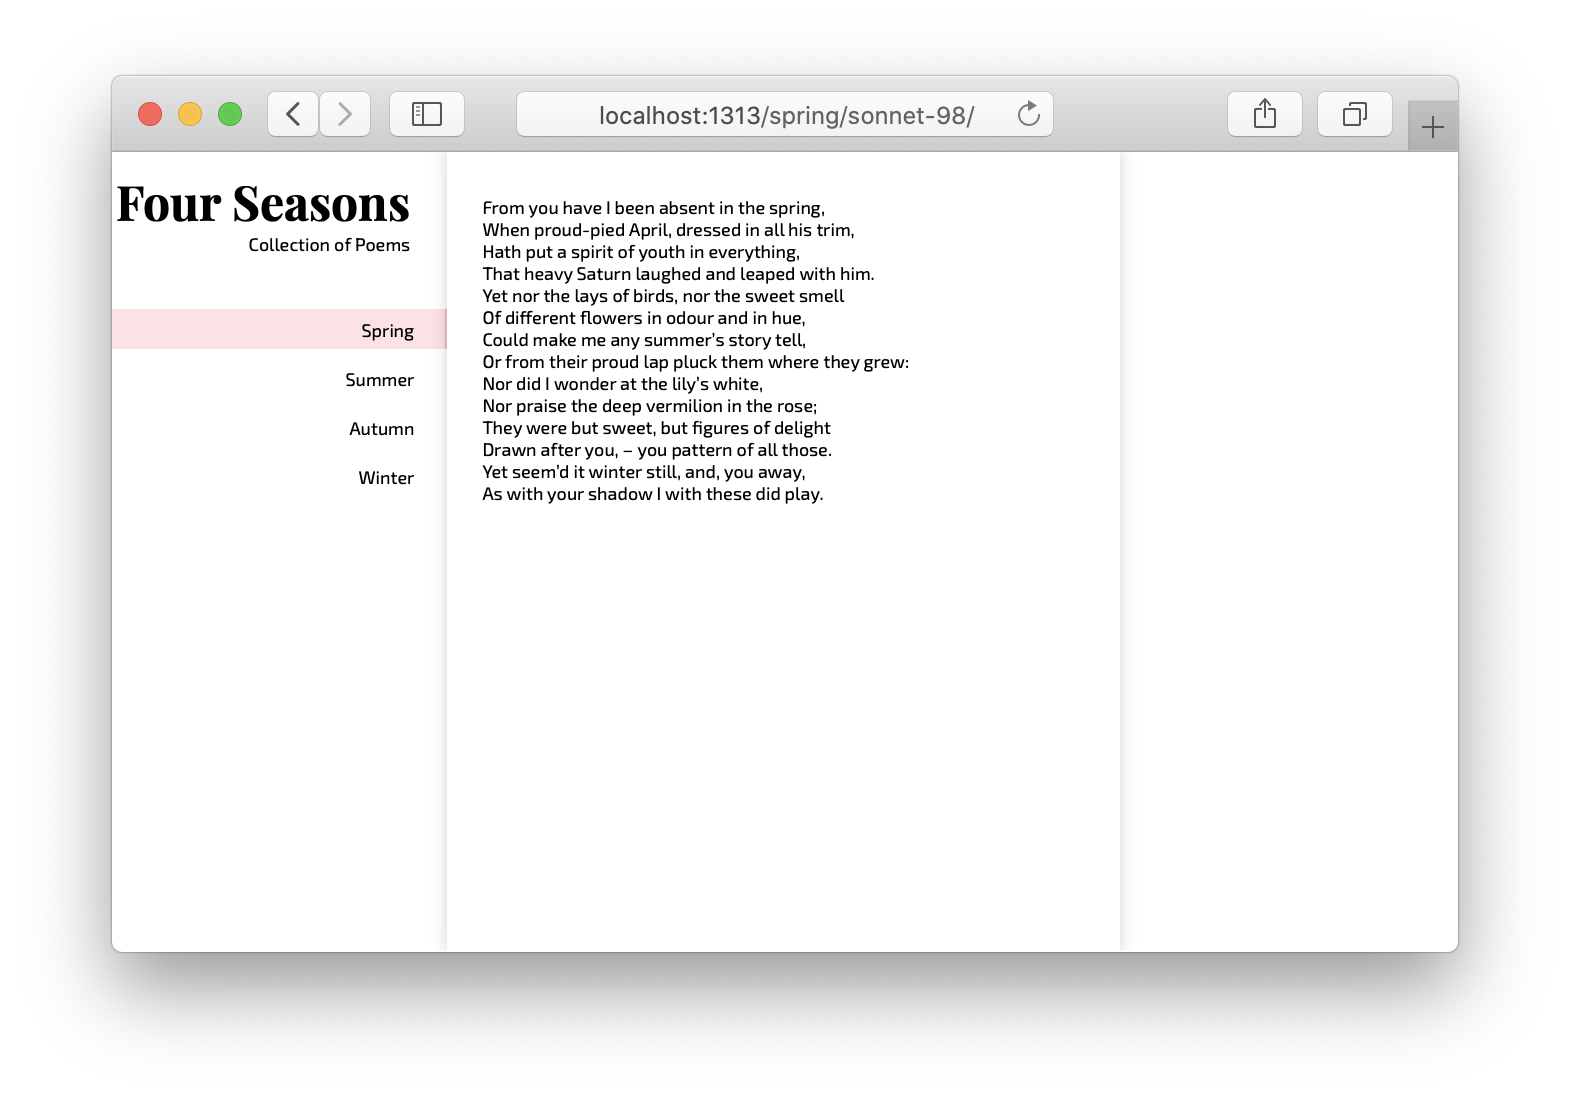 localhost:1313/spring/sonnet-98/
Four Seasons
Collection of Poems
Spring
Summer
Autumn
Winter
From you have I been absent in the spring,
When proud-pied April, dressed in all his trim,
Hath put a spirit of youth in everything,
That heavy Saturn laughed and leaped with him.
Yet nor the lays of birds, nor the sweet smell
Of different flowers in odour and in hue,
Could make me any summer’s story tell,
Or from their proud lap pluck them where they grew:
Nor did I wonder at the lily’s white,
Nor praise the deep vermilion in the rose;
They were but sweet, but figures of delight
Drawn after you, – you pattern of all those.
Yet seem’d it winter still, and, you away,
As with your shadow I with these did play.